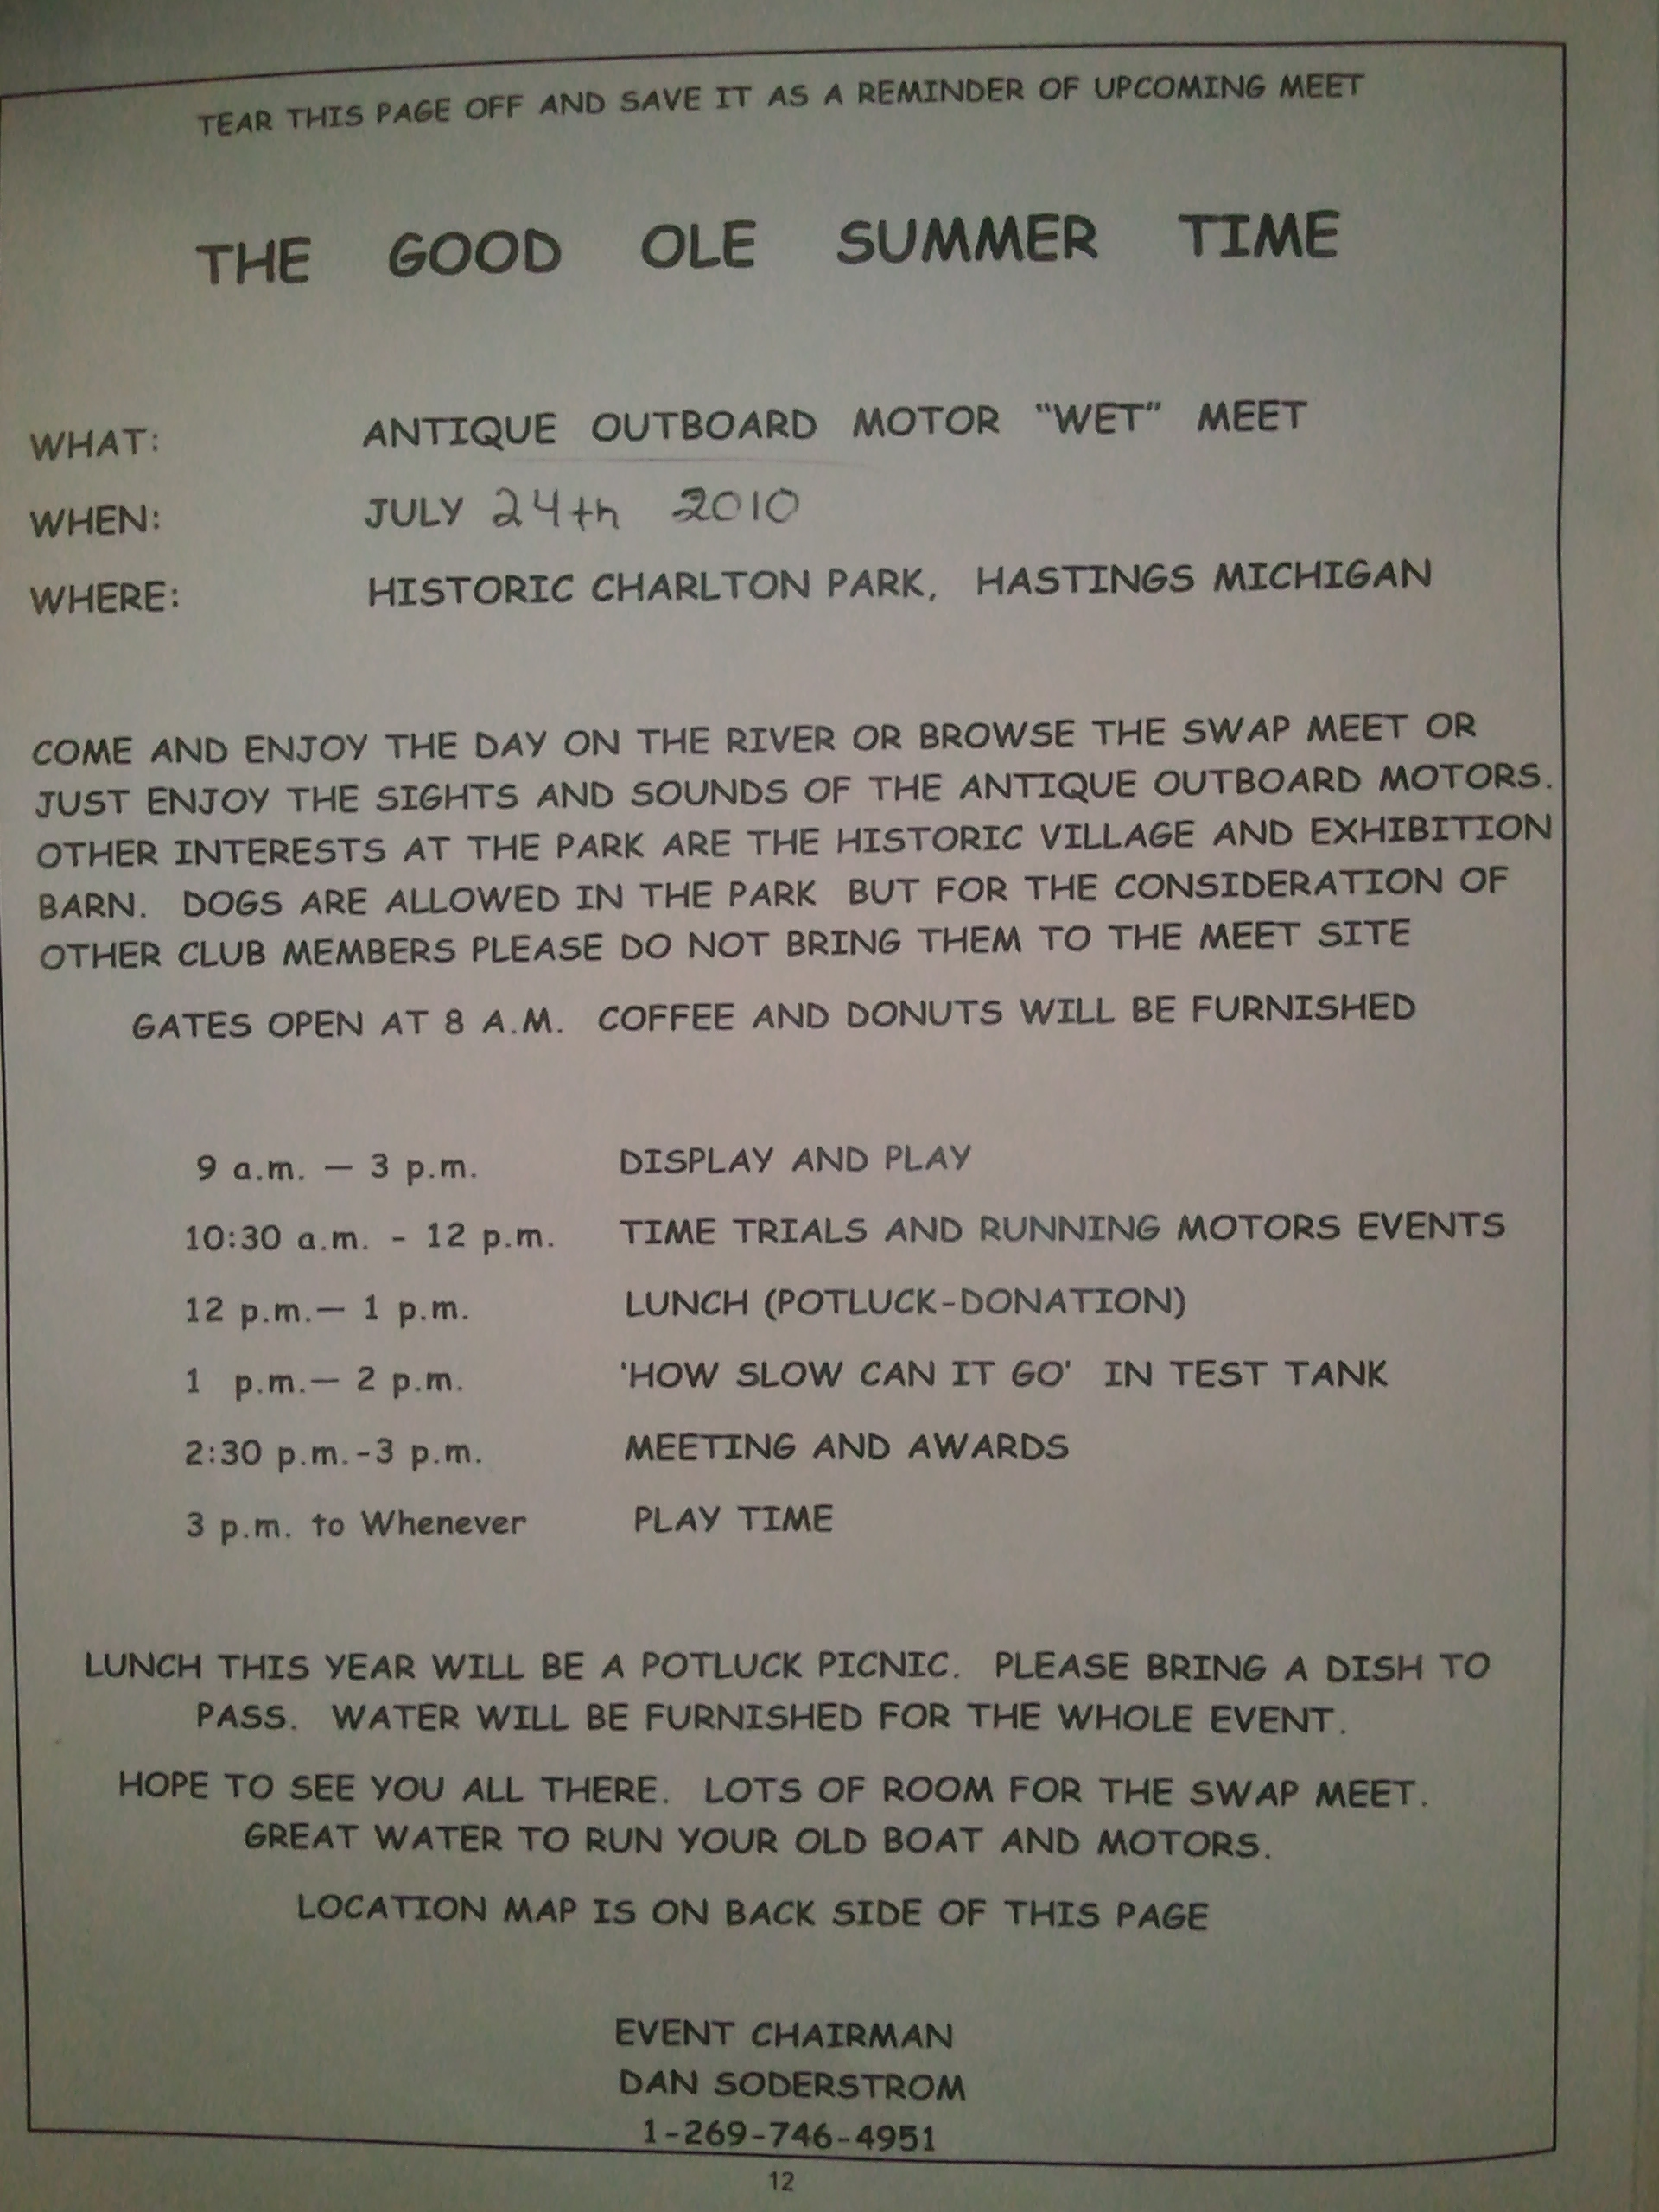 TEAR THIS PAGE OFF AND SAVE IT AS A REMINDER OF UPCOMING MEET
THE GOOD OLE SUMMER TIME
WHAT: ANTIQUE OUTBOARD MOTOR “WET” MEET
WHEN: JULY 24th 2010
WHERE: HISTORIC CHARLTON PARK, HASTINGS MICHIGAN
COME AND ENJOY THE DAY ON THE RIVER OR BROWSE THE SWAP MEET OR
JUST ENJOY THE SIGHTS AND SOUNDS OF THE ANTIQUE OUTBOARD MOTORS.
OTHER INTERESTS AT THE PARK ARE THE HISTORIC VILLAGE AND EXHIBITION
BARN. DOGS ARE ALLOWED IN THE PARK BUT FOR THE CONSIDERATION OF
OTHER CLUB MEMBERS PLEASE DO NOT BRING THEM TO THE MEET SITE
GATES OPEN AT 8 A.M. COFFEE AND DONUTS WILL BE FURNISHED
9 a.m. — 3 p.m. DISPLAY AND PLAY
10:30 a.m. - 12 p.m. TIME TRIALS AND RUNNING MOTORS EVENTS
12 p.m.— 1 p.m. LUNCH (POTLUCK-DONATION)
1 p.m.— 2 p.m. 'HOW SLOW CAN IT GO' IN TEST TANK
2:30 p.m.-3 p.m. MEETING AND AWARDS
3 p.m. to Whenever PLAY TIME
LUNCH THIS YEAR WILL BE A POTLUCK PICNIC. PLEASE BRING A DISH TO
PASS. WATER WILL BE FURNISHED FOR THE WHOLE EVENT.
HOPE TO SEE YOU ALL THERE. LOTS OF ROOM FOR THE SWAP MEET.
GREAT WATER TO RUN YOUR OLD BOAT AND MOTORS.
LOCATION MAP IS ON BACK SIDE OF THIS PAGE
EVENT CHAIRMAN
DAN SODERSTROM
1-269-746-4951
12